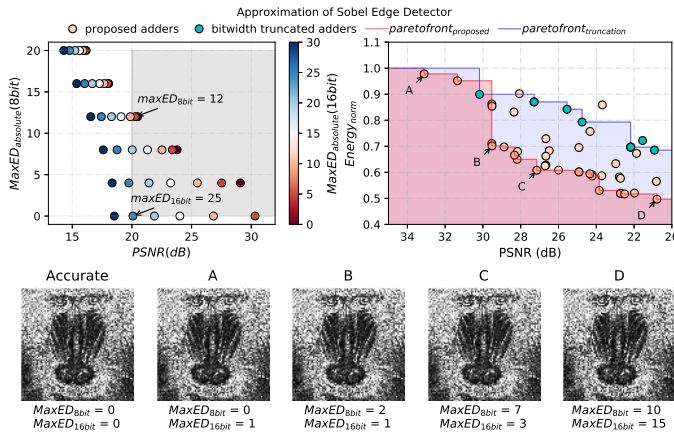 Approximation of Sobel Edge Detector
proposed adders
bitwidth truncated adders
paretofront_proposed
paretofront_truncation
MaxED_absolute(8bit)
20
15
10
5
0
15
20
25
30
PSNR(dB)
maxED_8bit = 12
maxED_16bit = 25
30
25
20
15
10
5
0
MaxED_absolute(16bit)
Energy_norm
1.1
1.0
0.9
0.8
0.7
0.6
0.5
0.4
34
32
30
28
26
24
22
20
PSNR (dB)
A
B
C
D
Accurate
A
B
C
D
MaxED_8bit = 0
MaxED_16bit = 0
MaxED_8bit = 0
MaxED_16bit = 1
MaxED_8bit = 2
MaxED_16bit = 1
MaxED_8bit = 7
MaxED_16bit = 3
MaxED_8bit = 10
MaxED_16bit = 15